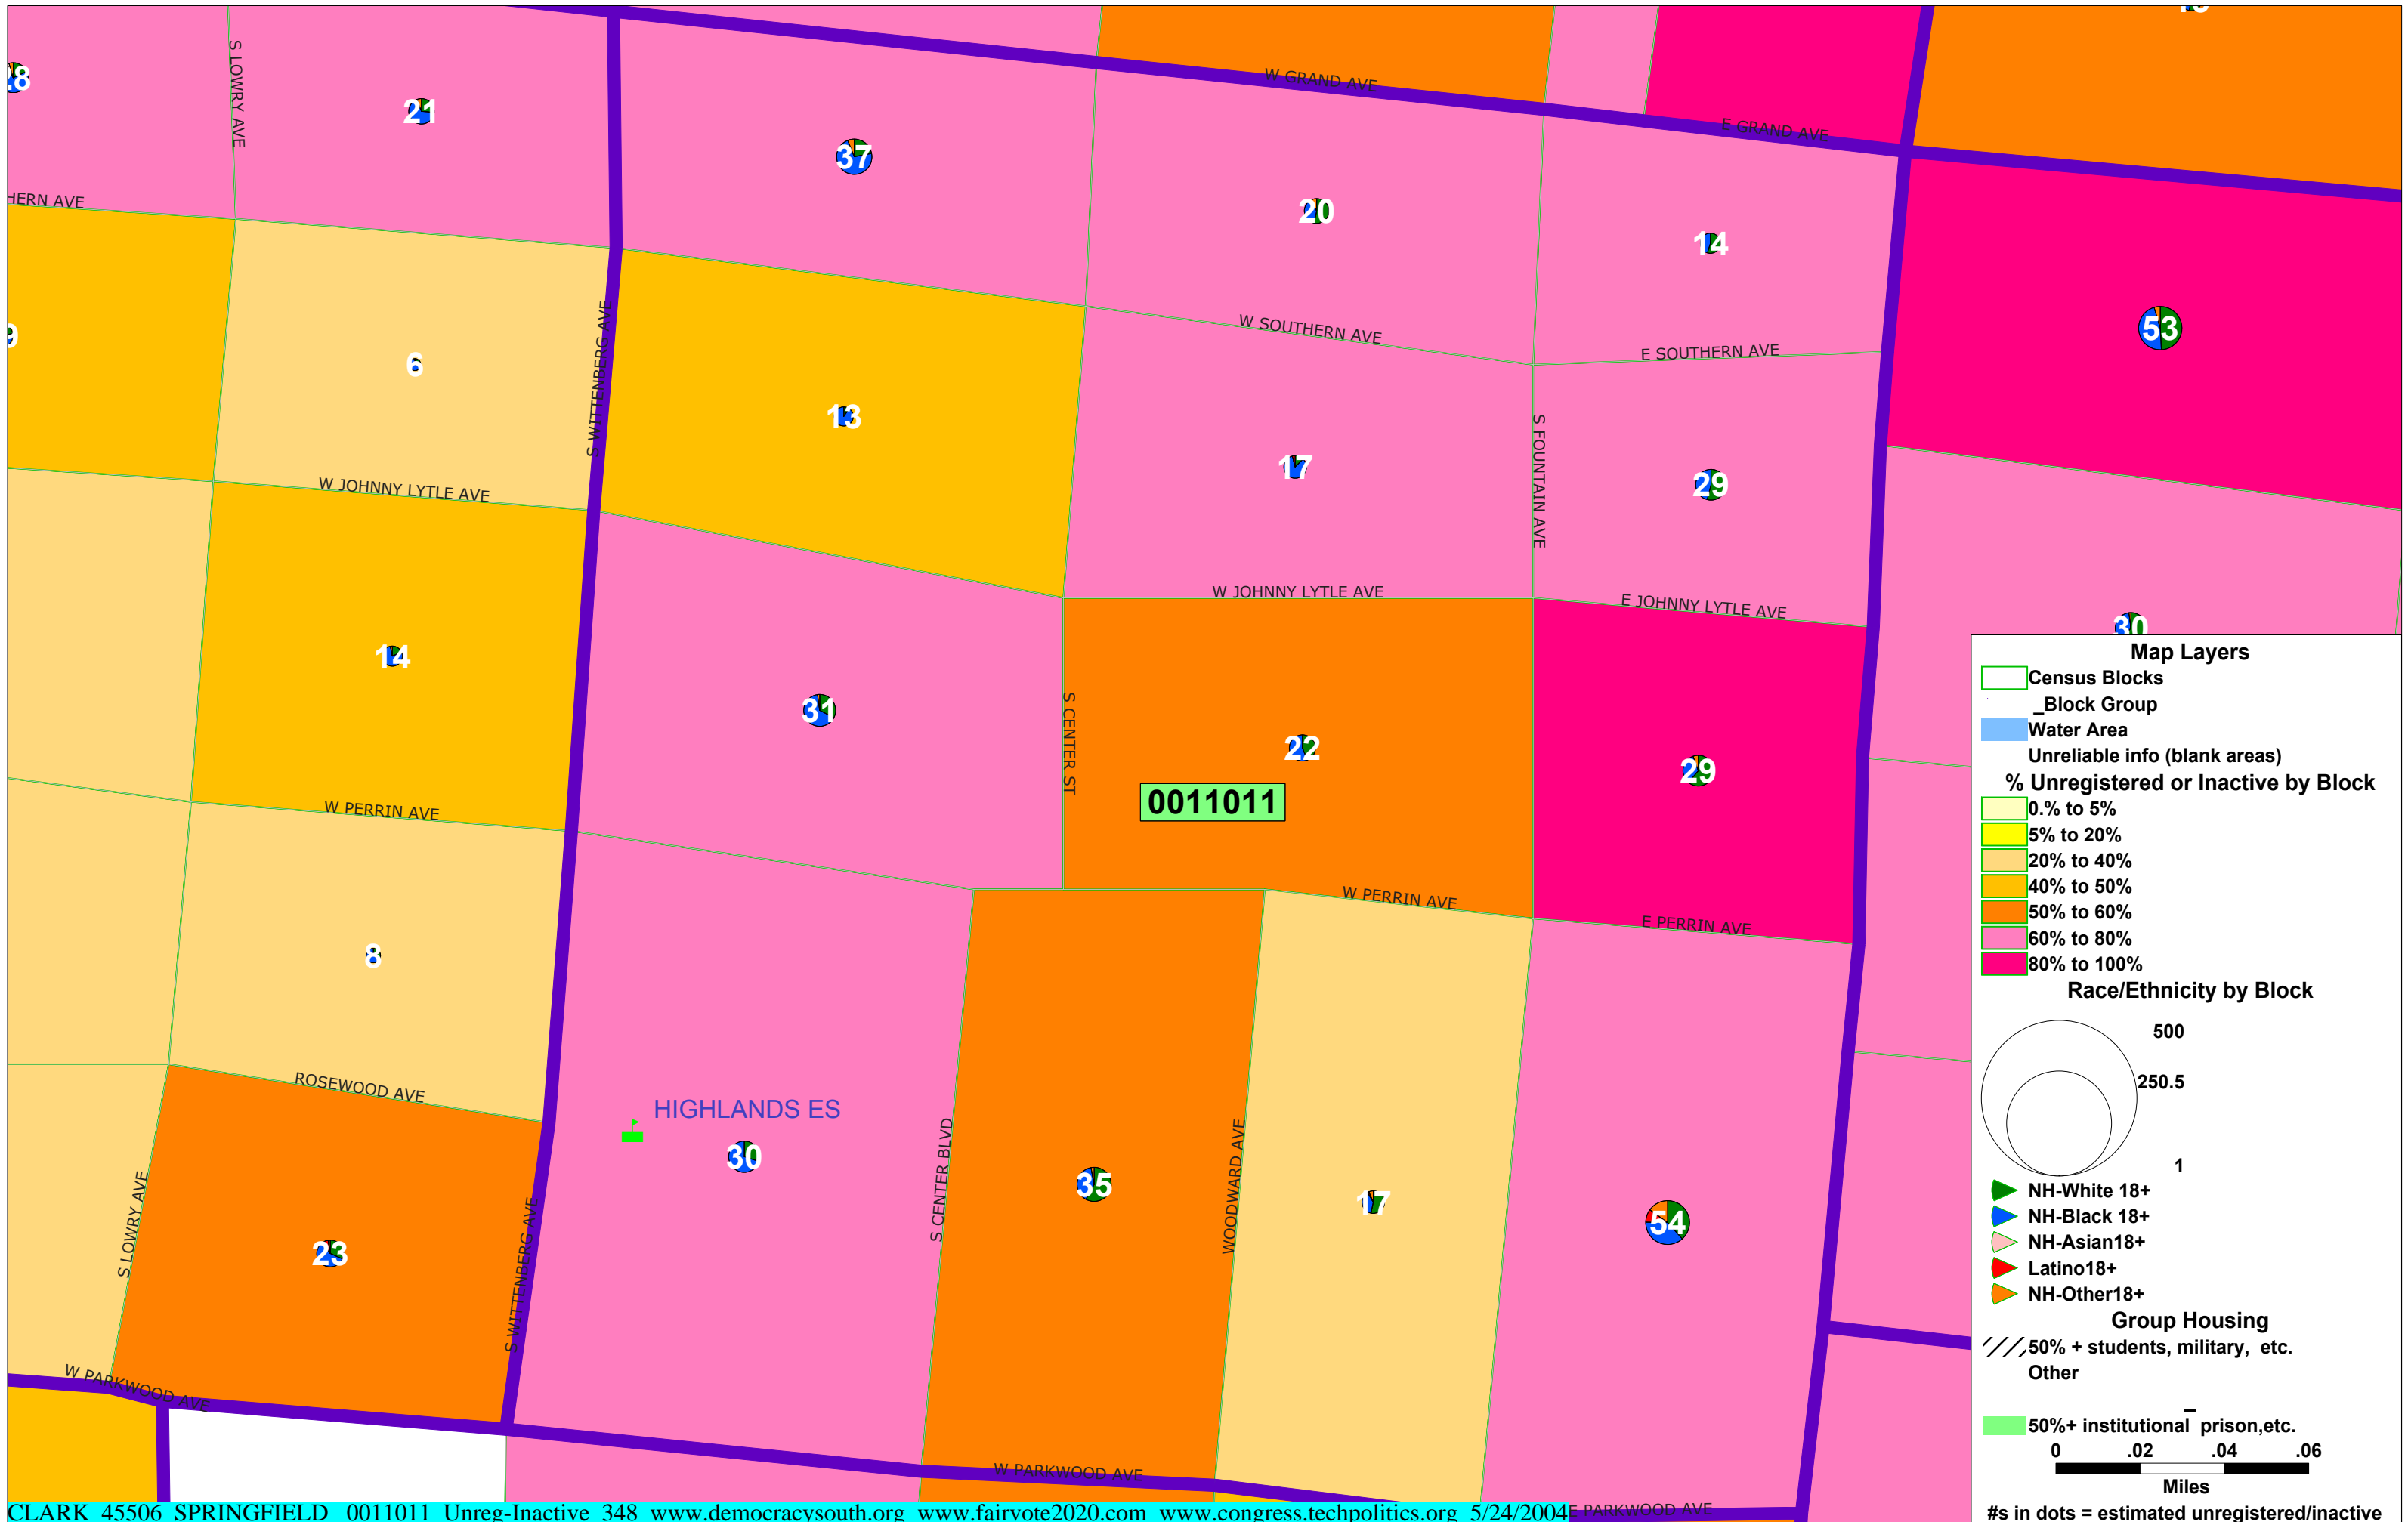 S LOWRY AVE
28
21
37
W GRAND AVE
E GRAND AVE
20
14
HERN AVE
53
6
S WITTENBERG AVE
13
W SOUTHERN AVE
E SOUTHERN AVE
17
S FOUNTAIN AVE
29
W JOHNNY LYTLE AVE
W JOHNNY LYTLE AVE
E JOHNNY LYTLE AVE
30
14
31
S CENTER ST
22
29
0011011
W PERRIN AVE
W PERRIN AVE
E PERRIN AVE
8
ROSEWOOD AVE
HIGHLANDS ES
30
S CENTER BLVD
35
WOODWARD AVE
17
54
S LOWRY AVE
23
S WITTENBERG AVE
W PARKWOOD AVE
W PARKWOOD AVE
E PARKWOOD AVE
Map Layers
Census Blocks
_Block Group
Water Area
Unreliable info (blank areas)
% Unregistered or Inactive by Block
0.% to 5%
5% to 20%
20% to 40%
40% to 50%
50% to 60%
60% to 80%
80% to 100%
Race/Ethnicity by Block
500
250.5
1
NH-White 18+
NH-Black 18+
NH-Asian18+
Latino18+
NH-Other18+
Group Housing
50% + students, military, etc.
Other
50%+ institutional_ prison,etc.
0 .02 .04 .06
Miles
#s in dots = estimated unregistered/inactive
CLARK 45506 SPRINGFIELD 0011011 Unreg-Inactive 348 www.democracysouth.org www.fairvote2020.com www.congress.techpolitics.org 5/24/2004